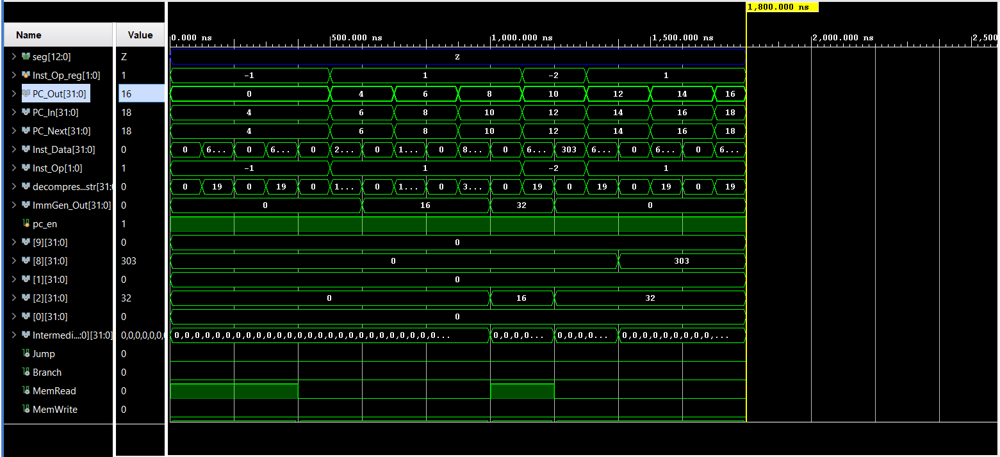 1,800.000 ns
Name Value 0.000 ns 500.000 ns 1,000.000 ns 1,500.000 ns 2,000.000 ns 2,500
seg[12:0] Z Z
Inst_Op_reg[1:0] 1 -1 1 -2 1
PC_Out[31:0] 16 0 4 6 8 10 12 14 16
PC_In[31:0] 18 4 6 8 10 12 14 16 18
PC_Next[31:0] 18 4 6 8 10 12 14 16 18
Inst_Data[31:0] 0 0 6... 0 6... 0 2... 0 1... 0 8... 0 6... 303 6... 0 6... 0 6...
Inst_Op[1:0] 1 -1 1 -2 1
decompres...str[31:0 0 0 19 0 19 0 1... 0 1... 0 3... 0 19 0 19 0 19 0 19
ImmGen_Out[31:0] 0 0 16 32 0
pc_en 1
[9][31:0] 0 0
[8][31:0] 303 0 303
[1][31:0] 0 0
[2][31:0] 32 0 16 32
[0][31:0] 0 0
Intermedi...:0][31:0] 0,0,0,0,0,0,0 0,0,0,0,0,0,0,0,0,0,0,0,0,0,0,0,0,0,0,0,0,0,0,0,0... 0,0,0,0... 0,0,0,0... 0,0,0,0,0,0,0,0,0,...
Jump 0
Branch 0
MemRead 0
MemWrite 0